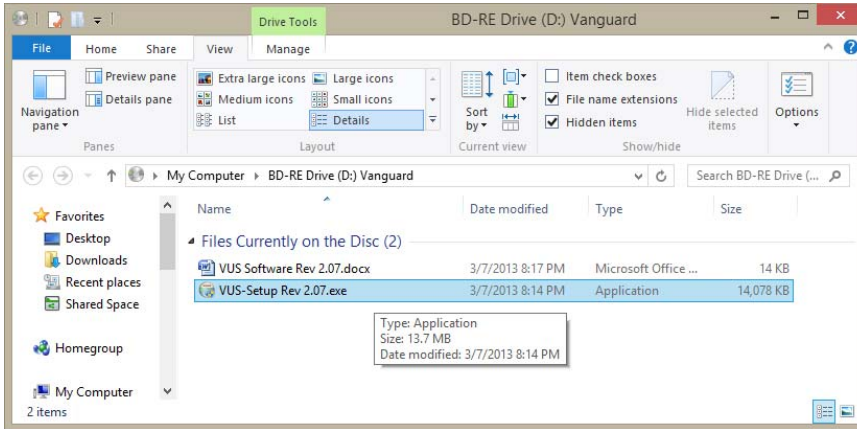 Drive Tools
BD-RE Drive (D:) Vanguard
File Home Share View Manage
Navigation pane
Preview pane
Details pane
Panes
Extra large icons Large icons
Medium icons Small icons
List Details
Layout
Sort by
Current view
Item check boxes
File name extensions
Hidden items
Hide selected items
Show/hide
Options
My Computer BD-RE Drive (D:) Vanguard
Search BD-RE Drive (...
Favorites
Desktop
Downloads
Recent places
Shared Space
Homegroup
My Computer
Name Date modified Type Size
Files Currently on the Disc (2)
VUS Software Rev 2.07.docx 3/7/2013 8:17 PM Microsoft Office ... 14 KB
VUS-Setup Rev 2.07.exe 3/7/2013 8:14 PM Application 14,078 KB
Type: Application
Size: 13.7 MB
Date modified: 3/7/2013 8:14 PM
2 items